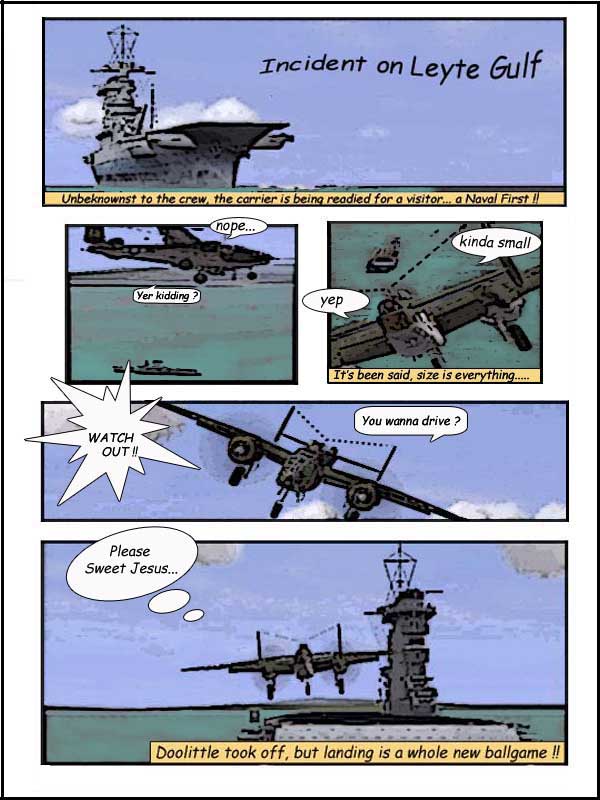 Incident on Leyte Gulf
Unbeknownst to the crew, the carrier is being readied for a visitor... a Naval First !!
nope...
Yer kidding ?
kinda small
yep
It's been said, size is everything.....
WATCH
OUT !!
You wanna drive ?
Please
Sweet Jesus...
Doolittle took off, but landing is a whole new ballgame !!